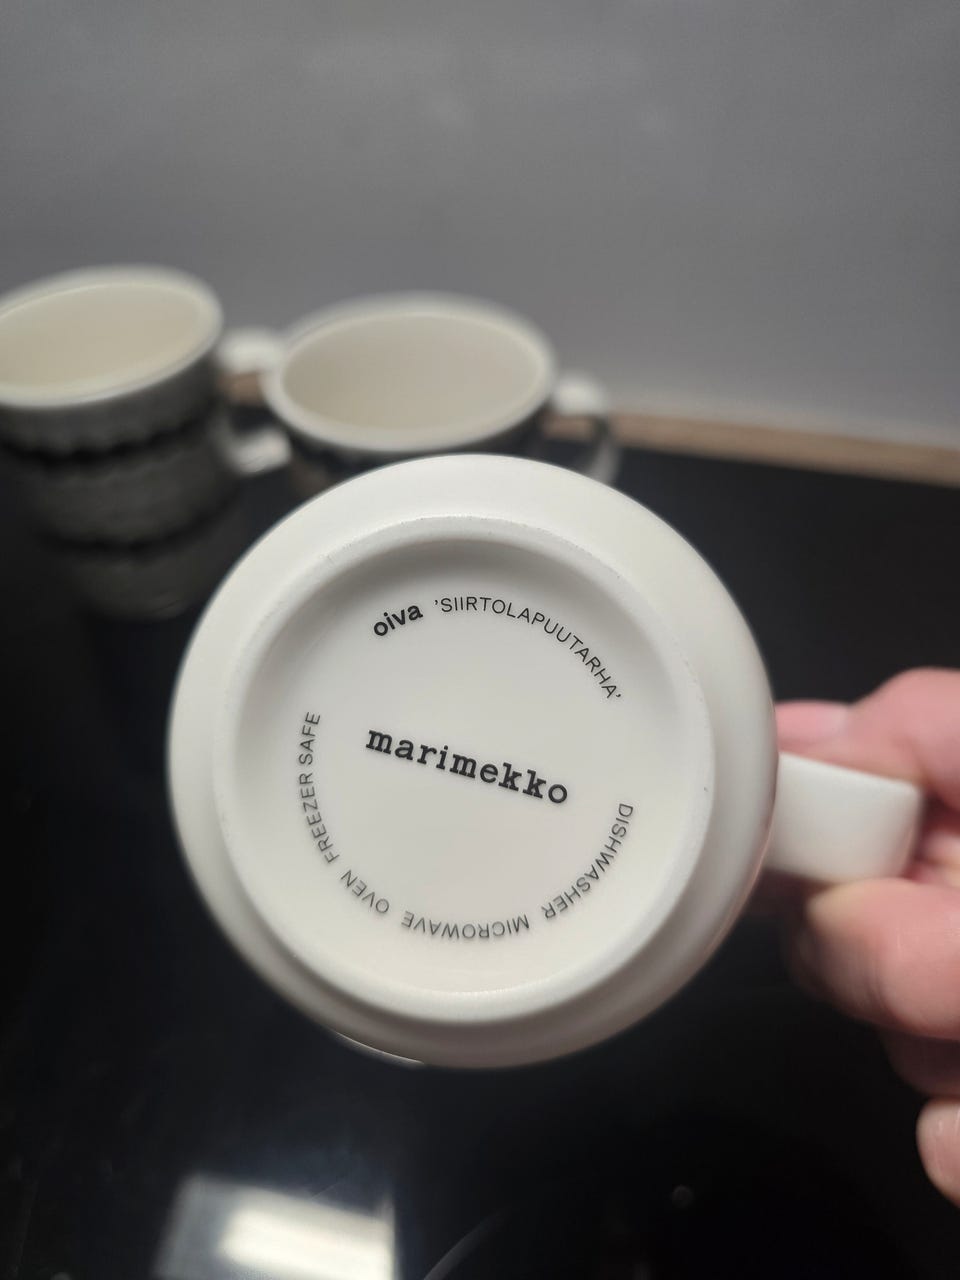 oiva 'SIIRTOLAPUUTARHA'
marimekko
DISHWASHER MICROWAVE OVEN FREEZER SAFE